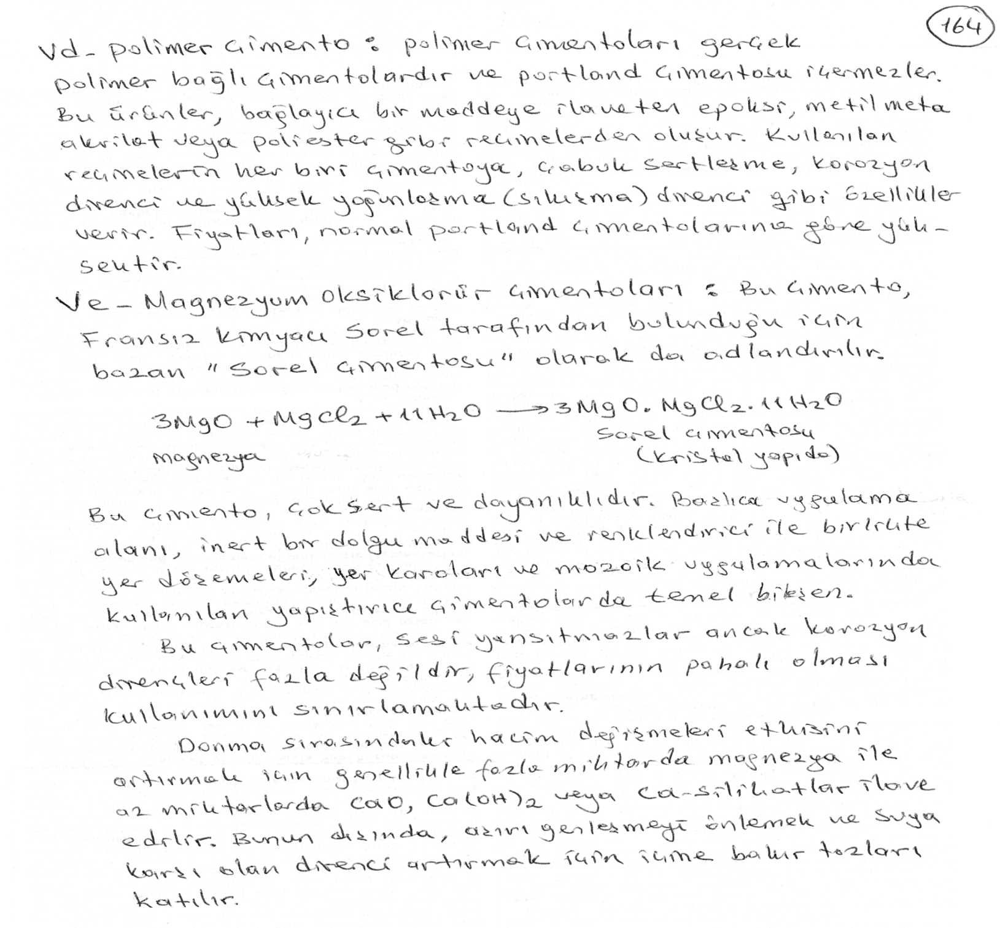 164
Vd- Polimer Çimento : Polimer Çimentoları gerçek
polimer bağlı çimentolardır ve portland çimentosu içermezler.
Bu ürünler, bağlayıcı bir maddeye ilaveten epoksi, metil meta
akrilat veya poliester gibi reçinelerden oluşur. Kullanılan
reçinelerin her biri çimentoya, çabuk sertleşme, korozyon
direnci ve yüksek yoğunlaşma (sıkışma) direnci gibi özellikler
verir. Fiyatları, normal portland çimentolarına göre yük-
sektir.
Ve- Magnezyum Oksiklorür Çimentoları : Bu Çimento,
Fransız kimyacı Sorel tarafından bulunduğu için
bazan "Sorel Çimentosu" olarak da adlandırılır.
3MgO + MgCl2 + 11H2O ⟶ 3MgO. MgCl2. 11H2O
Sorel çimentosu
magnezya (kristal yapıda)
Bu çimento, çok sert ve dayanıklıdır. Başlıca uygulama
alanı, inert bir dolgu maddesi ve renklendirici ile birlikte
yer döşemeleri, yer karoları ve mozaik uygulamalarında
kullanılan yapıştırıcı çimentolarda temel bileşen.
Bu çimentolar, sesi yansıtmazlar ancak korozyon
dirençleri fazla değildir, fiyatlarının pahalı olması
kullanımını sınırlamaktadır.
Donma sırasındaki hacim değişmeleri etkisini
artırmak için genellikle fazla miktarda magnezya ile
az miktarlarda CaO, Ca(OH)2 veya Ca-silikatlar ilave
edilir. Bunun dışında, aşırı genleşmeyi önlemek ve suya
karşı olan direnci artırmak için içine bakır tozları
katılır.